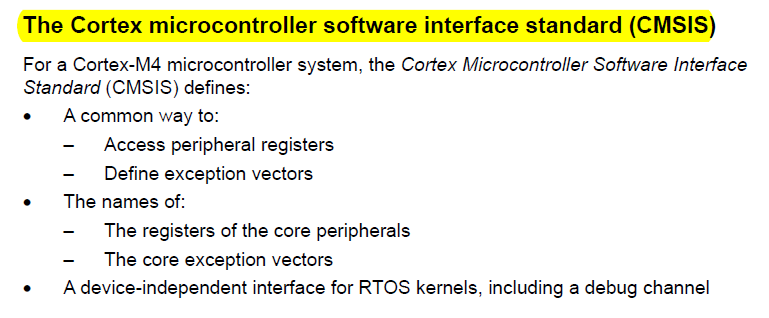 The Cortex microcontroller software interface standard (CMSIS)
For a Cortex-M4 microcontroller system, the Cortex Microcontroller Software Interface
Standard (CMSIS) defines:
• A common way to:
– Access peripheral registers
– Define exception vectors
• The names of:
– The registers of the core peripherals
– The core exception vectors
• A device-independent interface for RTOS kernels, including a debug channel